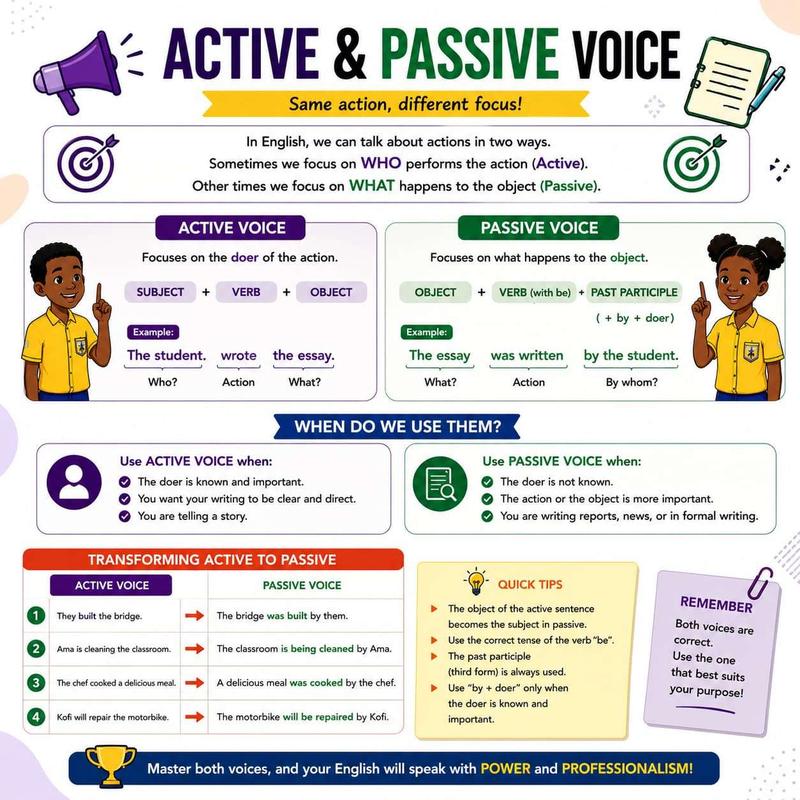 ACTIVE & PASSIVE VOICE
Same action, different focus!
In English, we can talk about actions in two ways.
Sometimes we focus on WHO performs the action (Active).
Other times we focus on WHAT happens to the object (Passive).
ACTIVE VOICE
Focuses on the doer of the action.
SUBJECT + VERB + OBJECT
Example:
The student. wrote the essay.
Who? Action What?
PASSIVE VOICE
Focuses on what happens to the object.
OBJECT + VERB (with be) + PAST PARTICIPLE
( + by + doer)
Example:
The essay was written by the student.
What? Action By whom?
WHEN DO WE USE THEM?
Use ACTIVE VOICE when:
The doer is known and important.
You want your writing to be clear and direct.
You are telling a story.
Use PASSIVE VOICE when:
The doer is not known.
The action or the object is more important.
You are writing reports, news, or in formal writing.
TRANSFORMING ACTIVE TO PASSIVE
ACTIVE VOICE PASSIVE VOICE
1 They built the bridge. The bridge was built by them.
2 Ama is cleaning the classroom. The classroom is being cleaned by Ama.
3 The chef cooked a delicious meal. A delicious meal was cooked by the chef.
4 Kofi will repair the motorbike. The motorbike will be repaired by Kofi.
QUICK TIPS
The object of the active sentence
becomes the subject in passive.
Use the correct tense of the verb "be".
The past participle
(third form) is always used.
Use "by + doer" only when
the doer is known and
important.
REMEMBER
Both voices are
correct.
Use the one
that best suits
your purpose!
Master both voices, and your English will speak with POWER and PROFESSIONALISM!